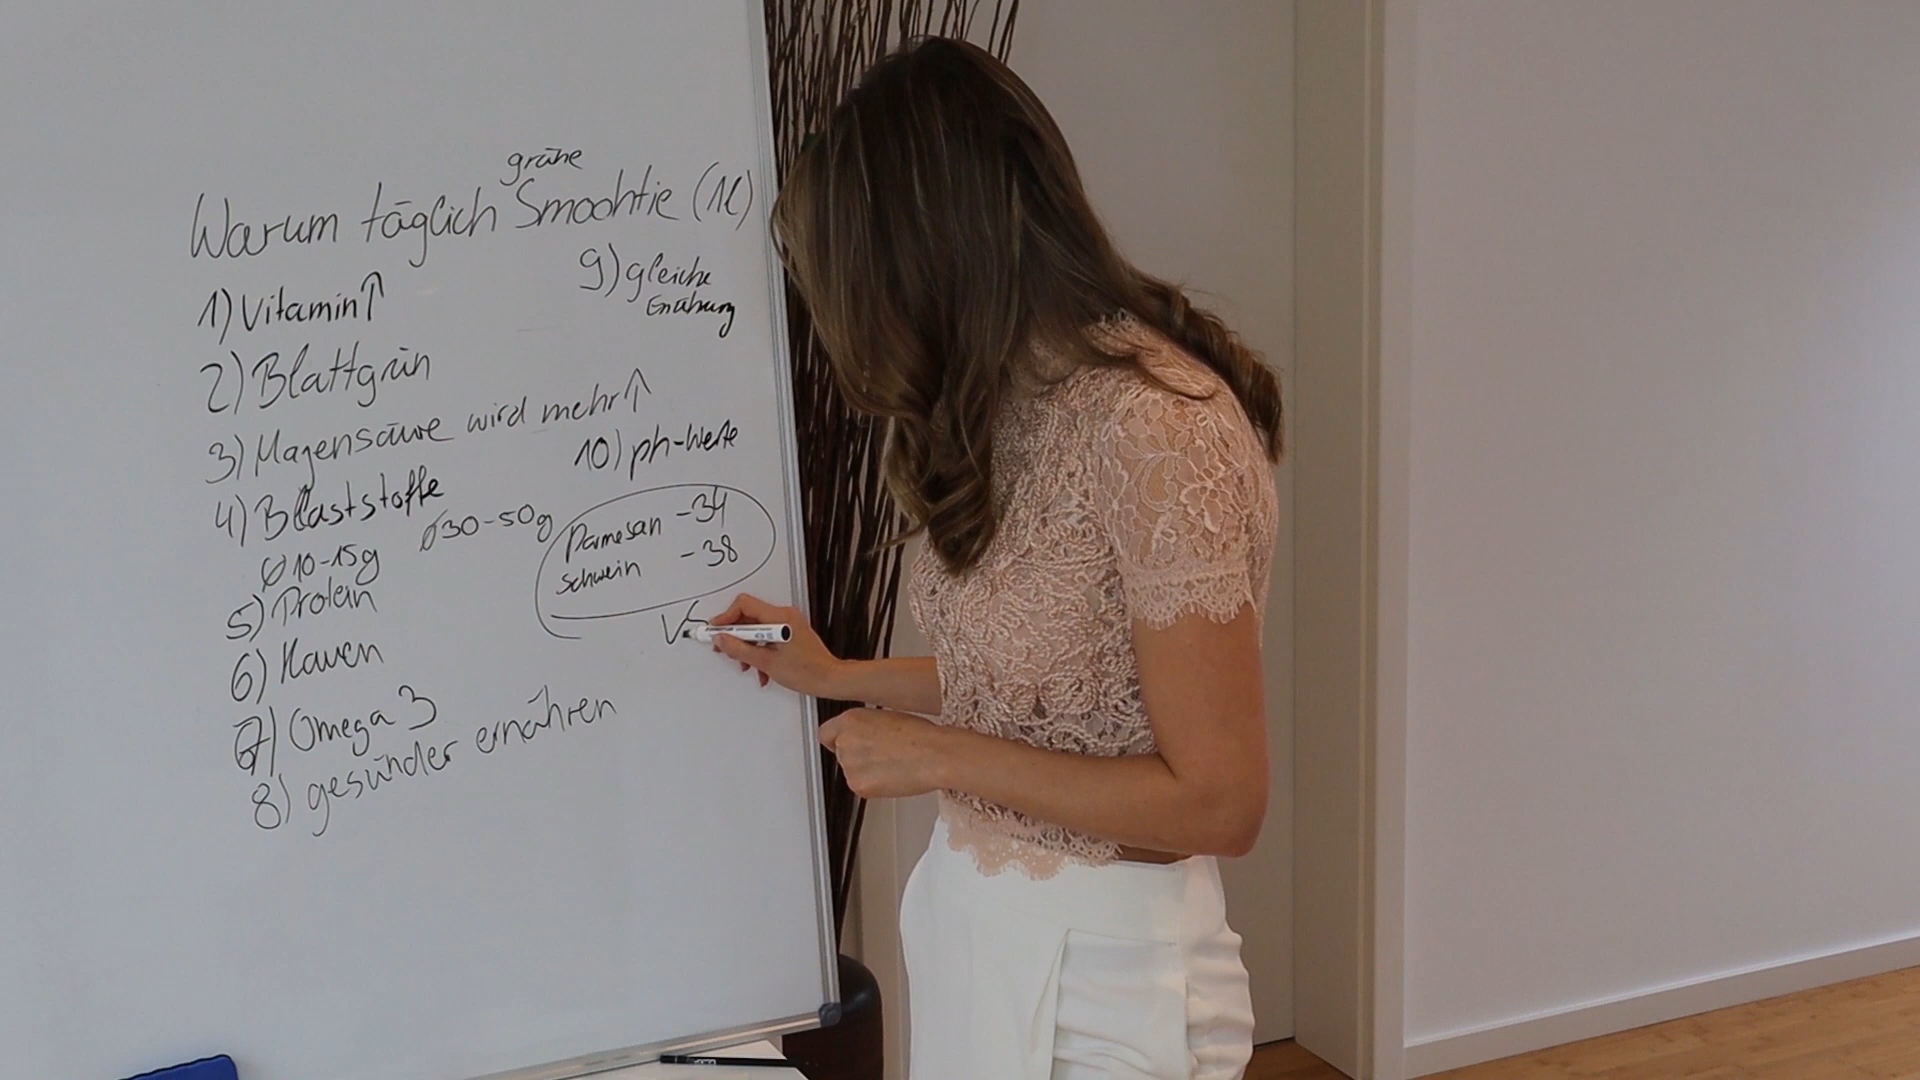 grüne
Warum täglich Smoohtie (1l)
1) Vitamin↑
2) Blattgrün
3) Magensäure wird mehr↑
4) Blaststoffe
Ø10-15g
Ø30-50g
5) Protein
6) Kauen
7) Omega 3
8) gesünder ernähren
9) gleiche
Ernährung
10) ph-Werte
Parmesan -34
Schwein -38
VS